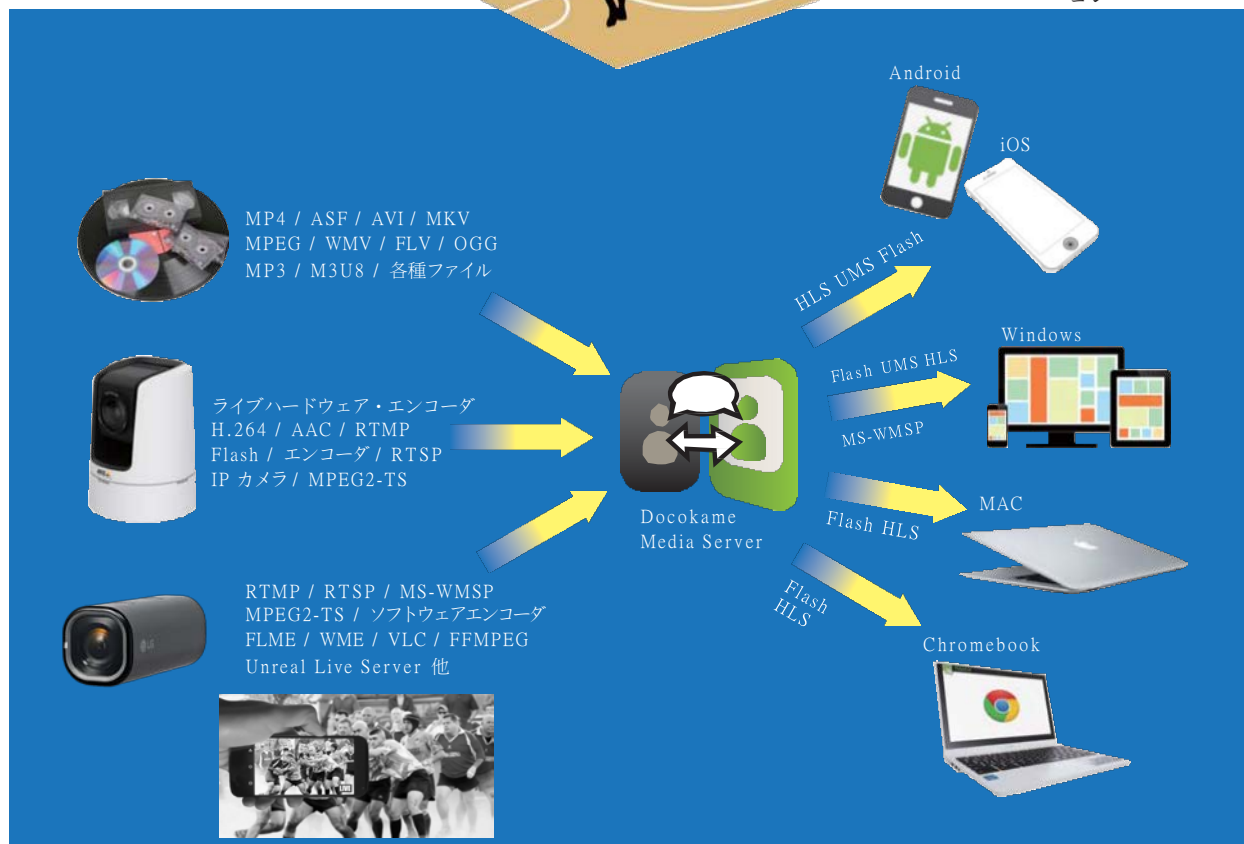 Android
iOS
MP4 / ASF / AVI / MKV
MPEG / WMV / FLV / OGG
MP3 / M3U8 / 各種ファイル
HLS UMS Flash
Windows
Flash UMS HLS
MS-WMSP
ライブハードウェア・エンコーダ
H.264 / AAC / RTMP
Flash / エンコーダ / RTSP
IP カメラ / MPEG2-TS
Docokame
Media Server
MAC
Flash HLS
Flash
HLS
RTMP / RTSP / MS-WMSP
MPEG2-TS / ソフトウェアエンコーダ
FLME / WME / VLC / FFMPEG
Unreal Live Server 他
LG
Chromebook
LIVE